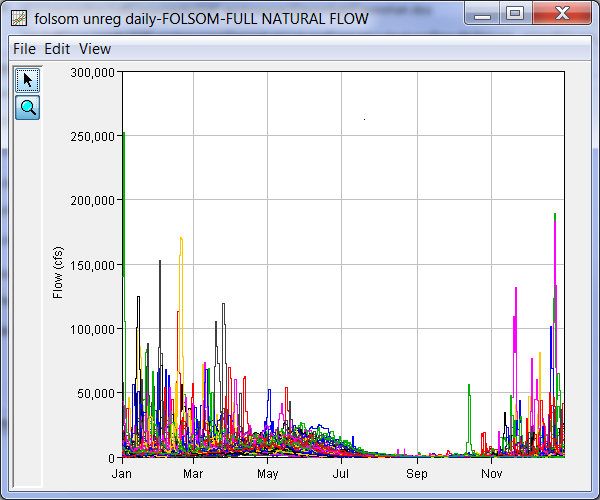 folsom unreg daily-FOLSOM-FULL NATURAL FLOW
File Edit View
300,000
250,000
200,000
150,000
100,000
50,000
0
Flow (cfs)
Jan Mar May Jul Sep Nov